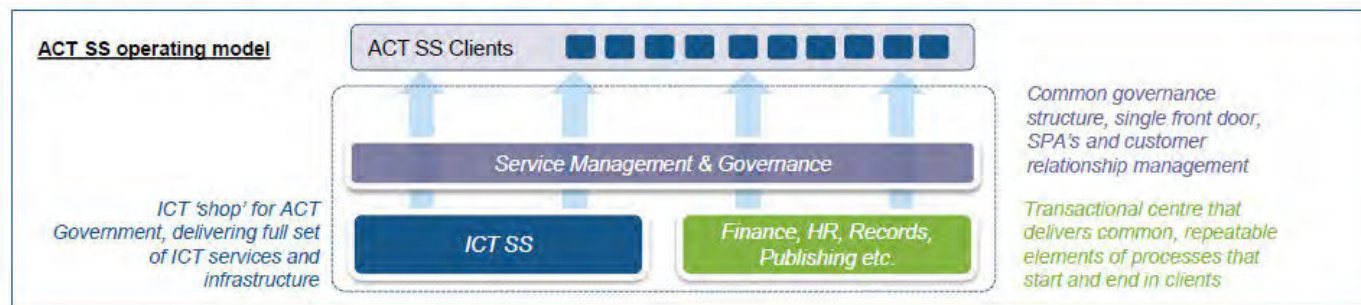 ACT SS operating model
ACT SS Clients
Common governance
structure, single front door,
SPA's and customer
relationship management
Service Management & Governance
ICT 'shop' for ACT
Government, delivering full set
of ICT services and
infrastructure
ICT SS
Finance, HR, Records,
Publishing etc.
Transactional centre that
delivers common, repeatable
elements of processes that
start and end in clients